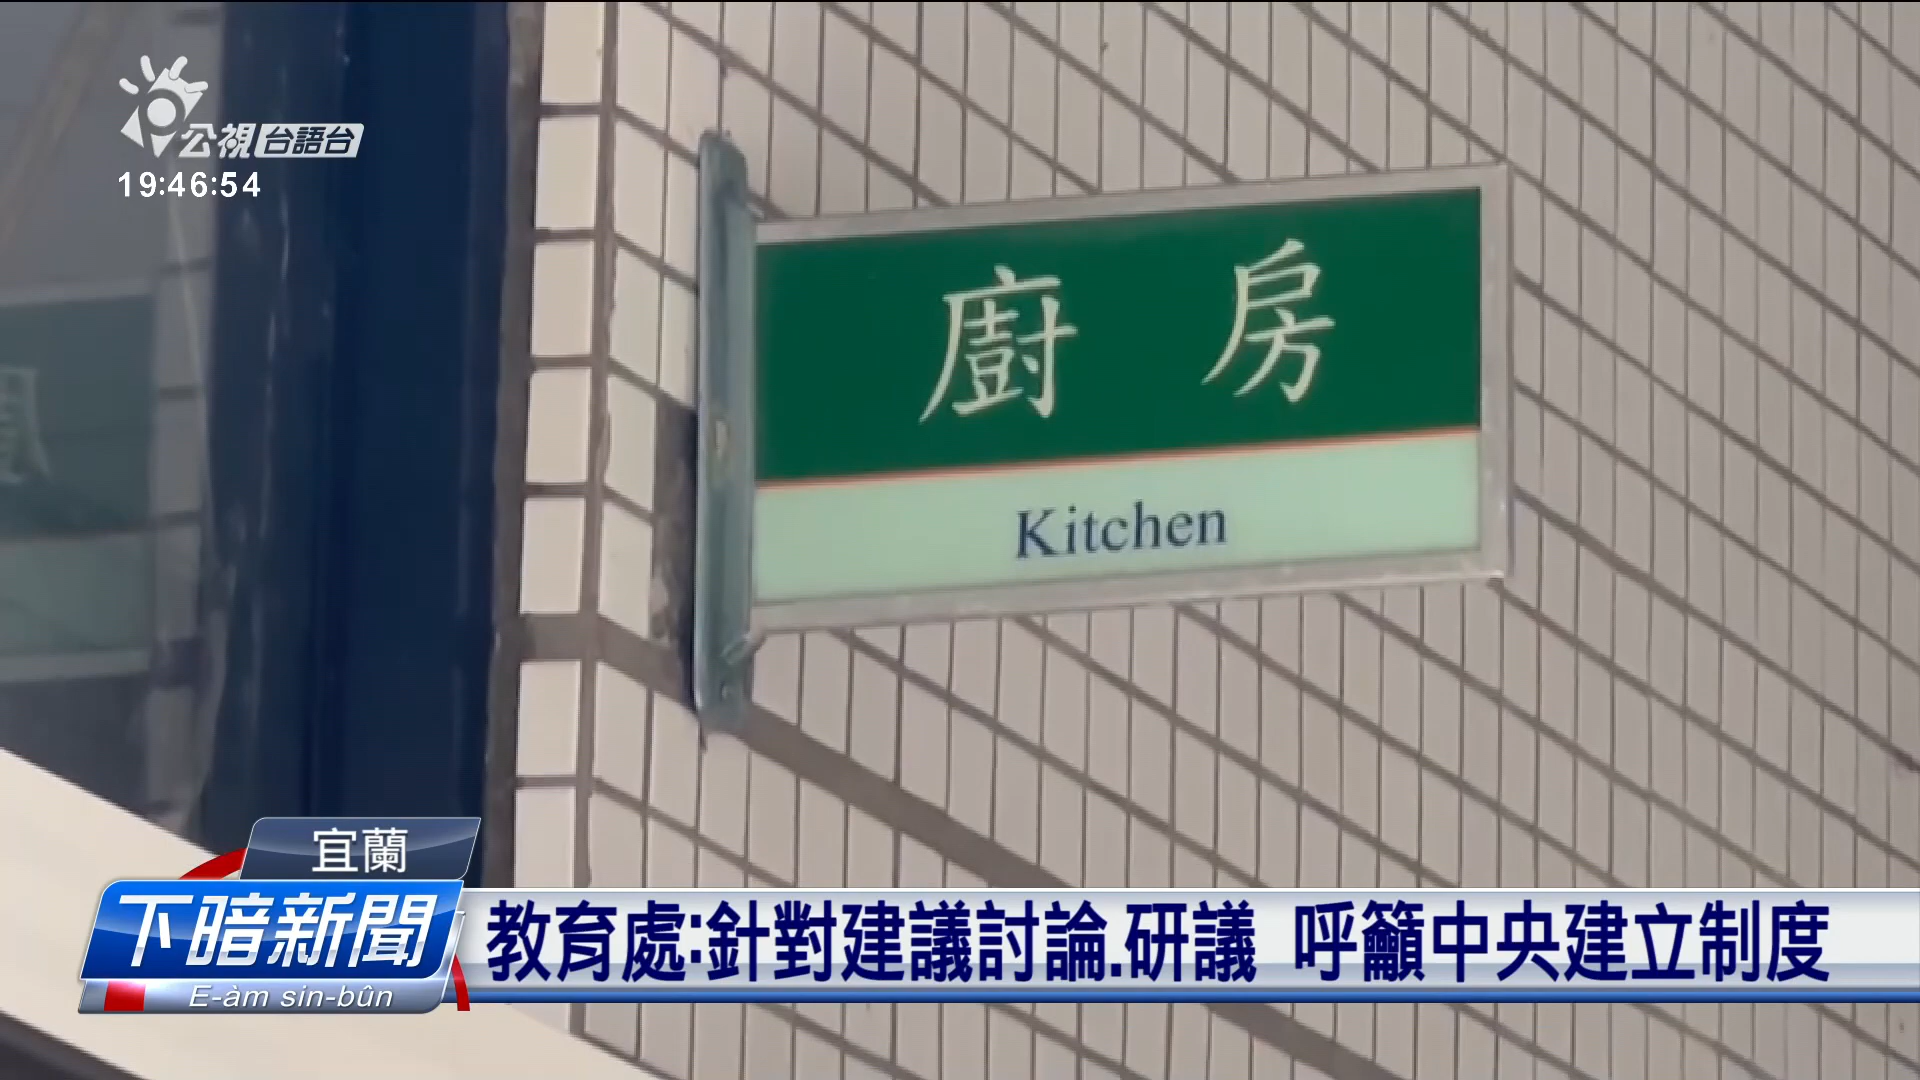 公視台語台
19:46:54
廚房
Kitchen
宜蘭
下暗新聞
E-àm sin-bûn
教育處:針對建議討論.研議 呼籲中央建立制度